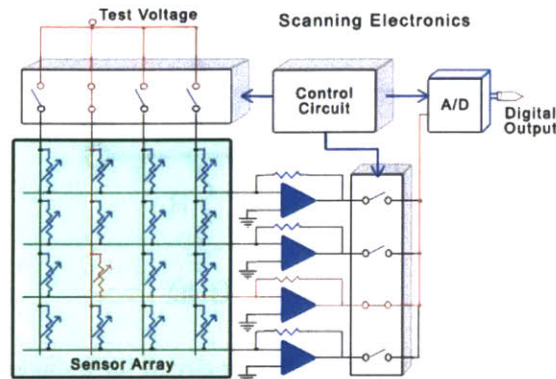 Test Voltage
Scanning Electronics
Control
Circuit
A/D
Digital
Output
Sensor Array